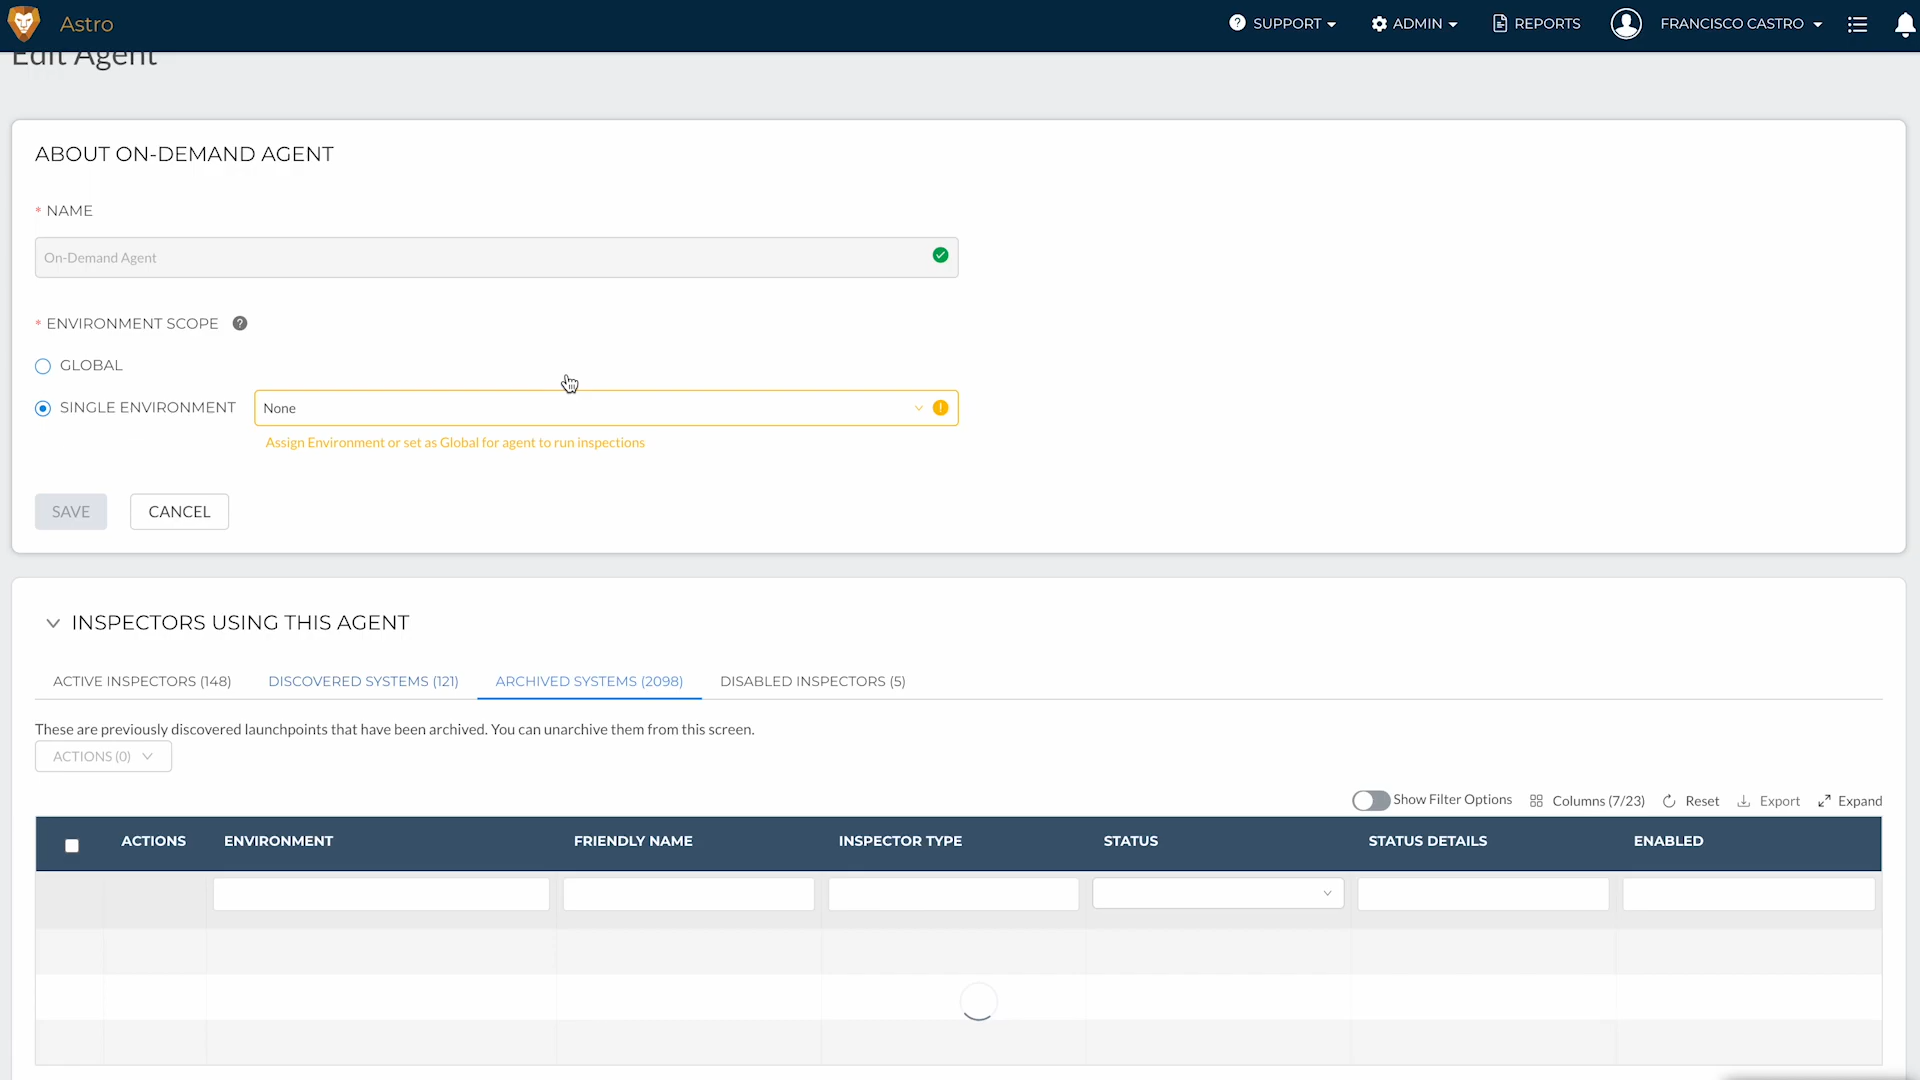 Astro
SUPPORT
ADMIN
REPORTS
FRANCISCO CASTRO
Edit Agent
ABOUT ON-DEMAND AGENT
* NAME
On-Demand Agent
* ENVIRONMENT SCOPE ?
GLOBAL
SINGLE ENVIRONMENT
None
Assign Environment or set as Global for agent to run inspections
SAVE
CANCEL
INSPECTORS USING THIS AGENT
ACTIVE INSPECTORS (148)
DISCOVERED SYSTEMS (121)
ARCHIVED SYSTEMS (2098)
DISABLED INSPECTORS (5)
These are previously discovered launchpoints that have been archived. You can unarchive them from this screen.
ACTIONS (0)
Show Filter Options
Columns (7/23)
Reset
Export
Expand
ACTIONS
ENVIRONMENT
FRIENDLY NAME
INSPECTOR TYPE
STATUS
STATUS DETAILS
ENABLED